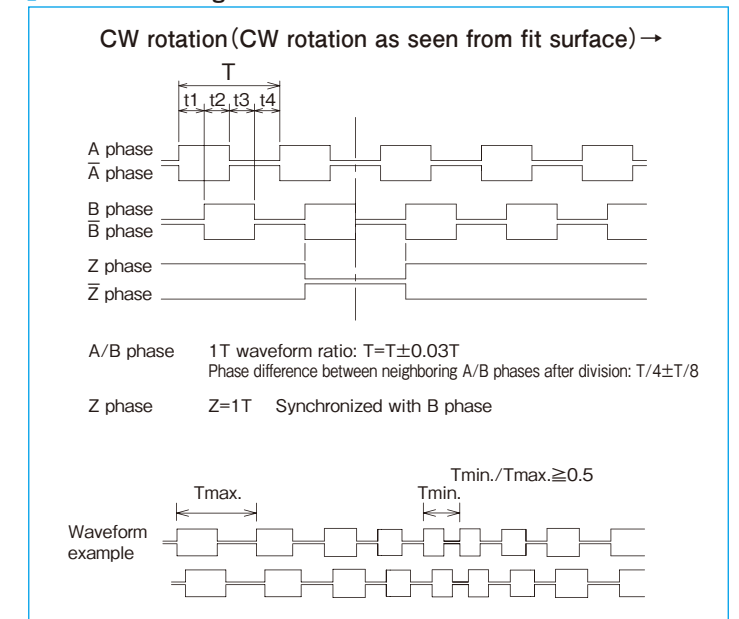 CW rotation(CW rotation as seen from fit surface)→
T
t1 t2 t3 t4
A phase
A̅ phase
B phase
B̅ phase
Z phase
Z̅ phase
A/B phase 1T waveform ratio: T=T±0.03T
Phase difference between neighboring A/B phases after division: T/4±T/8
Z phase Z=1T Synchronized with B phase
Tmin./Tmax.≧0.5
Tmax. Tmin.
Waveform
example